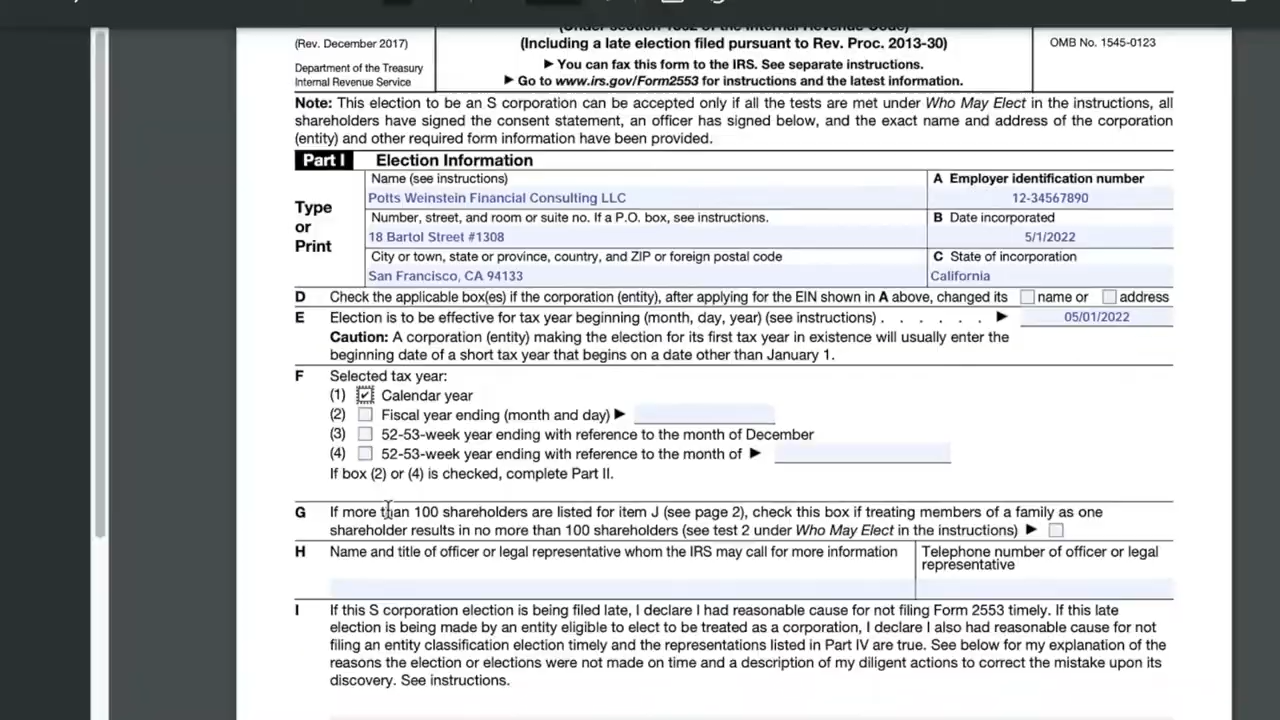 (Under section 1362 of the Internal Revenue Code)
(Rev. December 2017)
(Including a late election filed pursuant to Rev. Proc. 2013-30)
OMB No. 1545-0123
Department of the Treasury
Internal Revenue Service
► You can fax this form to the IRS. See separate instructions.
► Go to www.irs.gov/Form2553 for instructions and the latest information.
Note: This election to be an S corporation can be accepted only if all the tests are met under Who May Elect in the instructions, all
shareholders have signed the consent statement, an officer has signed below, and the exact name and address of the corporation
(entity) and other required form information have been provided.
Part I Election Information
Type
or
Print
Name (see instructions)
Potts Weinstein Financial Consulting LLC
A Employer identification number
12-34567890
Number, street, and room or suite no. If a P.O. box, see instructions.
18 Bartol Street #1308
B Date incorporated
5/1/2022
City or town, state or province, country, and ZIP or foreign postal code
San Francisco, CA 94133
C State of incorporation
California
D Check the applicable box(es) if the corporation (entity), after applying for the EIN shown in A above, changed its name or address
E Election is to be effective for tax year beginning (month, day, year) (see instructions) . . . . . . ► 05/01/2022
Caution: A corporation (entity) making the election for its first tax year in existence will usually enter the
beginning date of a short tax year that begins on a date other than January 1.
F Selected tax year:
(1) ✔ Calendar year
(2) Fiscal year ending (month and day) ►
(3) 52-53-week year ending with reference to the month of December
(4) 52-53-week year ending with reference to the month of ►
If box (2) or (4) is checked, complete Part II.
G If more than 100 shareholders are listed for item J (see page 2), check this box if treating members of a family as one
shareholder results in no more than 100 shareholders (see test 2 under Who May Elect in the instructions) ►
H Name and title of officer or legal representative whom the IRS may call for more information
Telephone number of officer or legal
representative
I If this S corporation election is being filed late, I declare I had reasonable cause for not filing Form 2553 timely. If this late
election is being made by an entity eligible to elect to be treated as a corporation, I declare I also had reasonable cause for not
filing an entity classification election timely and the representations listed in Part IV are true. See below for my explanation of the
reasons the election or elections were not made on time and a description of my diligent actions to correct the mistake upon its
discovery. See instructions.